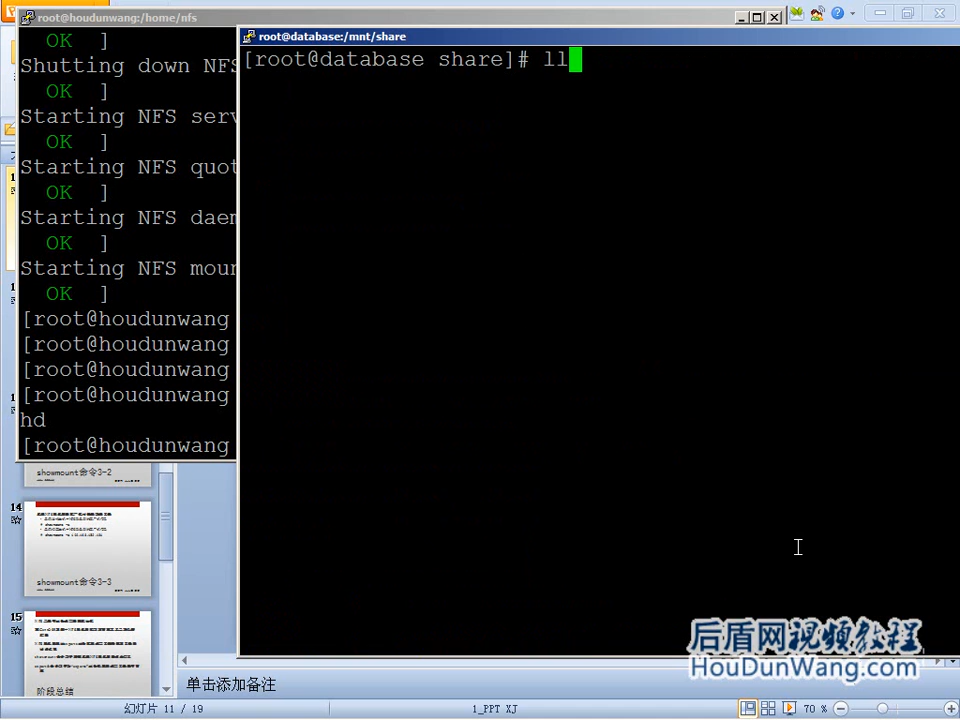 root@houdunwang:/home/nfs
OK ]
Shutting down NFS
OK ]
Starting NFS serv
OK ]
Starting NFS quot
OK ]
Starting NFS daem
OK ]
Starting NFS moun
OK ]
[root@houdunwang
[root@houdunwang
[root@houdunwang
[root@houdunwang
hd
[root@houdunwang
root@database:/mnt/share
[root@database share]# ll
showmount命令3-2
14
showmount命令3-3
15
阶段总结
后盾网视频教程
HouDunWang.com
单击添加备注
幻灯片 11 / 19
1_PPT XJ
70 %